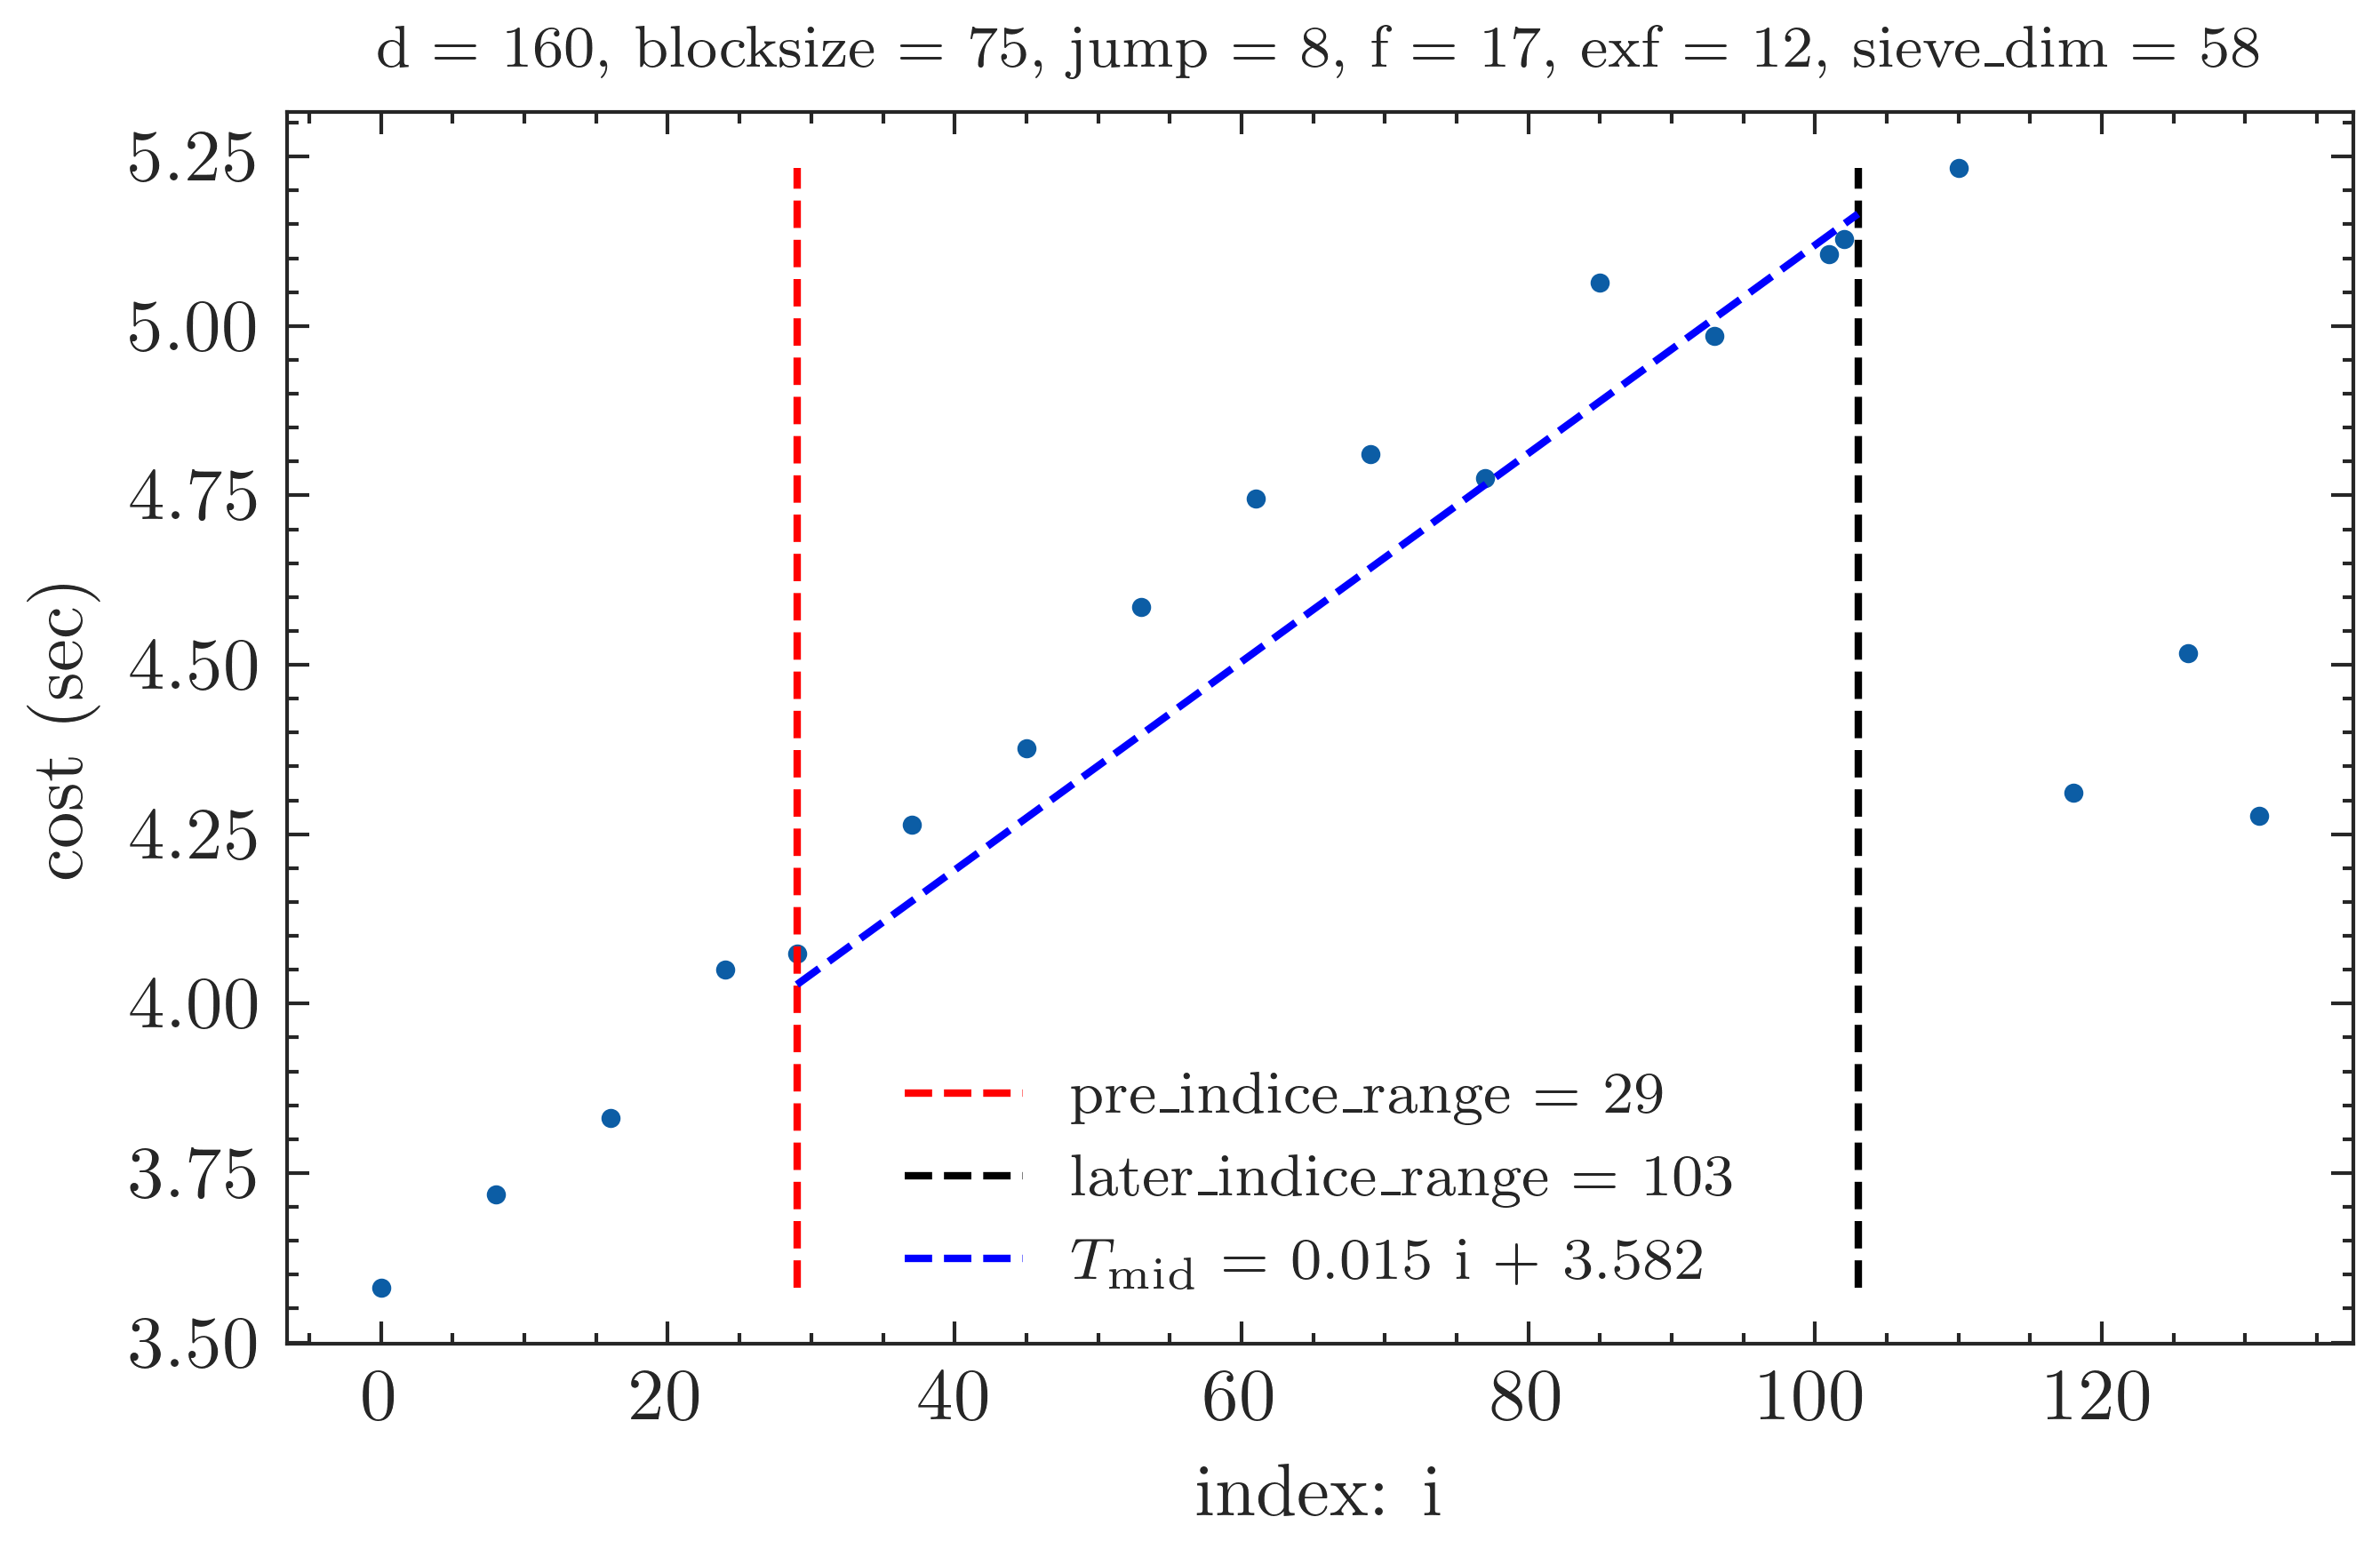 d = 160, blocksize = 75, jump = 8, f = 17, exf = 12, sieve_dim = 58
5.25
5.00
4.75
4.50
4.25
4.00
3.75
3.50
cost (sec)
pre_indice_range = 29
later_indice_range = 103
T_mid = 0.015 i + 3.582
0 20 40 60 80 100 120
index: i